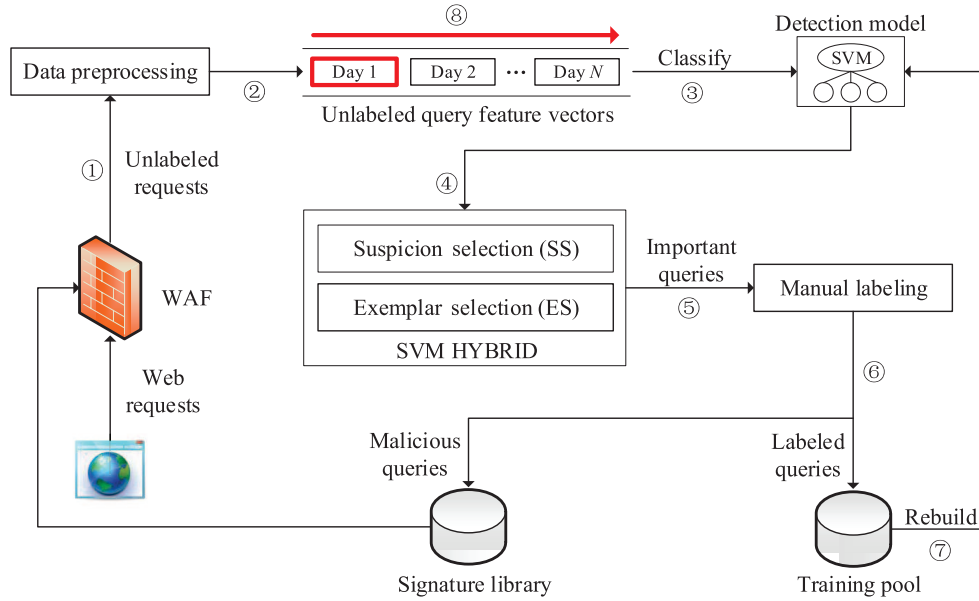 ⑧
Detection model
Data preprocessing
②
Day 1
Day 2
...
Day N
Classify
③
SVM
Unlabeled query feature vectors
①
Unlabeled
requests
④
Suspicion selection (SS)
Exemplar selection (ES)
SVM HYBRID
Important
queries
⑤
Manual labeling
WAF
Web
requests
⑥
Malicious
queries
Labeled
queries
Rebuild
⑦
Signature library
Training pool